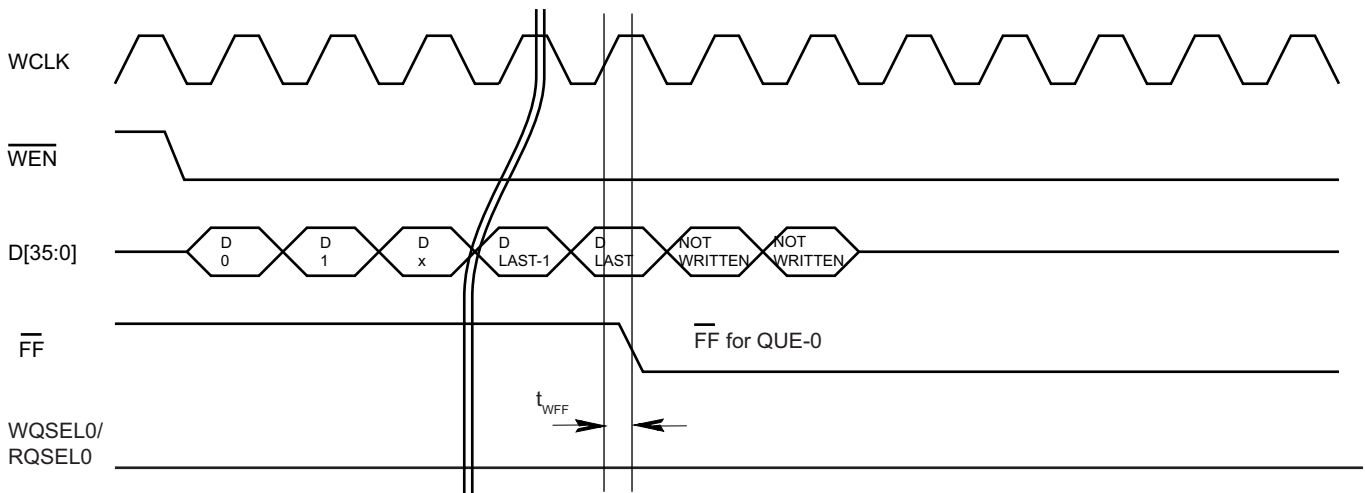 WCLK
WEN
D[35:0]
D
0
D
1
D
x
D
LAST-1
D
LAST
NOT
WRITTEN
NOT
WRITTEN
FF
FF for QUE-0
tWFF
WQSEL0/
RQSEL0